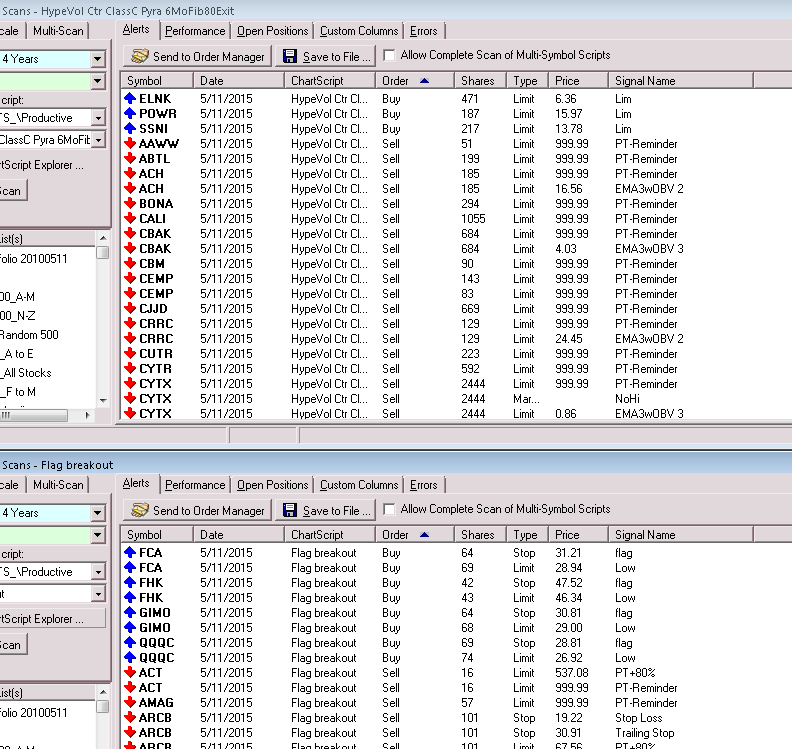 Scans - HypeVol Ctr ClassC Pyra 6MoFib80Exit
cale Multi-Scan Alerts Performance Open Positions Custom Columns Errors
Send to Order Manager Save to File ... Allow Complete Scan of Multi-Symbol Scripts
4 Years
cript:
TS_\Productive
ClassC Pyra 6MoFib
rtScript Explorer ...
Scan
List(s)
folio 20100511
00_A-M
00_N-Z
Random 500
_A to E
_All Stocks
_F to M
Symbol Date ChartScript Order Shares Type Price Signal Name
ELNK 5/11/2015 HypeVol Ctr Cl... Buy 471 Limit 6.36 Lim
POWR 5/11/2015 HypeVol Ctr Cl... Buy 187 Limit 15.97 Lim
SSNI 5/11/2015 HypeVol Ctr Cl... Buy 217 Limit 13.78 Lim
AAWW 5/11/2015 HypeVol Ctr Cl... Sell 51 Limit 999.99 PT-Reminder
ABTL 5/11/2015 HypeVol Ctr Cl... Sell 199 Limit 999.99 PT-Reminder
ACH 5/11/2015 HypeVol Ctr Cl... Sell 185 Limit 999.99 PT-Reminder
ACH 5/11/2015 HypeVol Ctr Cl... Sell 185 Limit 16.56 EMA3wOBV 2
BONA 5/11/2015 HypeVol Ctr Cl... Sell 294 Limit 999.99 PT-Reminder
CALI 5/11/2015 HypeVol Ctr Cl... Sell 1055 Limit 999.99 PT-Reminder
CBAK 5/11/2015 HypeVol Ctr Cl... Sell 684 Limit 999.99 PT-Reminder
CBAK 5/11/2015 HypeVol Ctr Cl... Sell 684 Limit 4.03 EMA3wOBV 3
CBM 5/11/2015 HypeVol Ctr Cl... Sell 90 Limit 999.99 PT-Reminder
CEMP 5/11/2015 HypeVol Ctr Cl... Sell 143 Limit 999.99 PT-Reminder
CEMP 5/11/2015 HypeVol Ctr Cl... Sell 83 Limit 999.99 PT-Reminder
CJJD 5/11/2015 HypeVol Ctr Cl... Sell 669 Limit 999.99 PT-Reminder
CRRC 5/11/2015 HypeVol Ctr Cl... Sell 129 Limit 999.99 PT-Reminder
CRRC 5/11/2015 HypeVol Ctr Cl... Sell 129 Limit 24.45 EMA3wOBV 2
CUTR 5/11/2015 HypeVol Ctr Cl... Sell 223 Limit 999.99 PT-Reminder
CYTR 5/11/2015 HypeVol Ctr Cl... Sell 592 Limit 999.99 PT-Reminder
CYTX 5/11/2015 HypeVol Ctr Cl... Sell 2444 Limit 999.99 PT-Reminder
CYTX 5/11/2015 HypeVol Ctr Cl... Sell 2444 Mar... NoHi
CYTX 5/11/2015 HypeVol Ctr Cl... Sell 2444 Limit 0.86 EMA3wOBV 3
Scans - Flag breakout
cale Multi-Scan Alerts Performance Open Positions Custom Columns Errors
Send to Order Manager Save to File ... Allow Complete Scan of Multi-Symbol Scripts
4 Years
cript:
TS_\Productive
ut
rtScript Explorer ...
Scan
List(s)
folio 20100511
Symbol Date ChartScript Order Shares Type Price Signal Name
FCA 5/11/2015 Flag breakout Buy 64 Stop 31.21 flag
FCA 5/11/2015 Flag breakout Buy 69 Limit 28.94 Low
FHK 5/11/2015 Flag breakout Buy 42 Stop 47.52 flag
FHK 5/11/2015 Flag breakout Buy 43 Limit 46.34 Low
GIMO 5/11/2015 Flag breakout Buy 64 Stop 30.81 flag
GIMO 5/11/2015 Flag breakout Buy 68 Limit 29.00 Low
QQQC 5/11/2015 Flag breakout Buy 69 Stop 28.81 flag
QQQC 5/11/2015 Flag breakout Buy 74 Limit 26.92 Low
ACT 5/11/2015 Flag breakout Sell 16 Limit 537.08 PT+80%
ACT 5/11/2015 Flag breakout Sell 16 Limit 999.99 PT-Reminder
AMAG 5/11/2015 Flag breakout Sell 57 Limit 999.99 PT-Reminder
ARCB 5/11/2015 Flag breakout Sell 101 Stop 19.22 Stop Loss
ARCB 5/11/2015 Flag breakout Sell 101 Stop 30.91 Trailing Stop
ARCB 5/11/2015 Flag breakout Sell 101 Limit 67.56 PT+80%